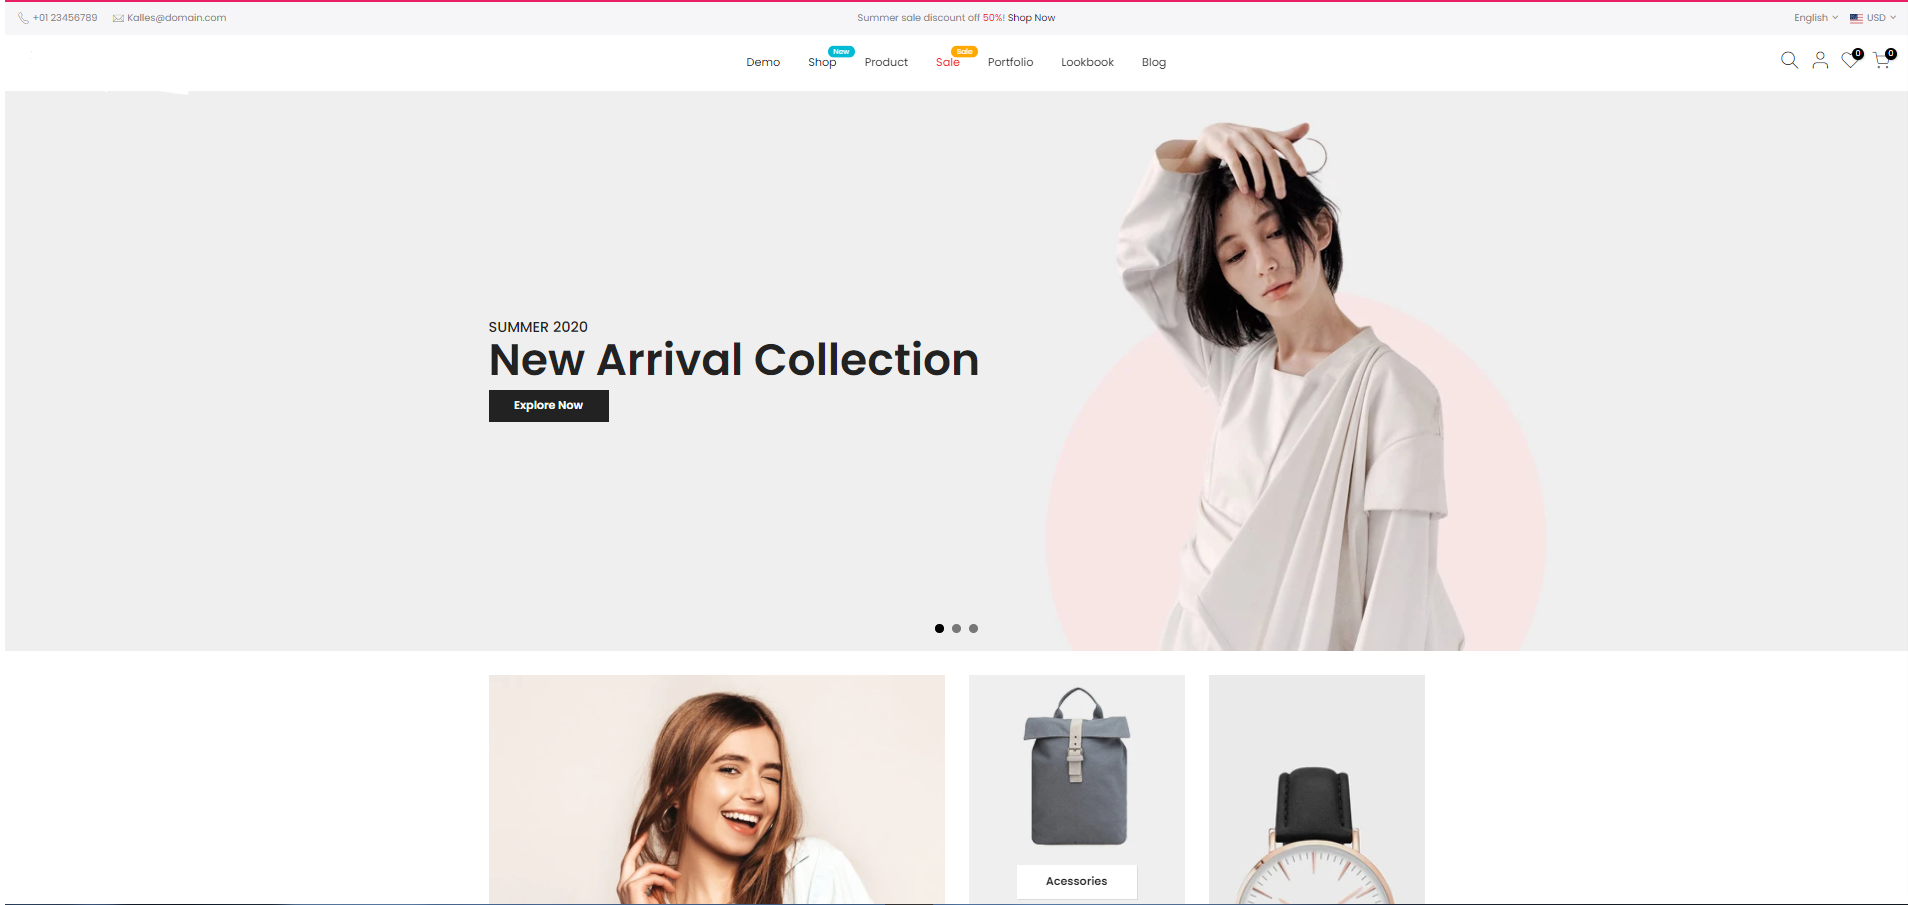 +01 23456789 Kalles@domain.com Summer sale discount off 50%! Shop Now English USD
New Sale
Demo Shop Product Sale Portfolio Lookbook Blog 0 0
SUMMER 2020
New Arrival Collection
Explore Now
Acessories